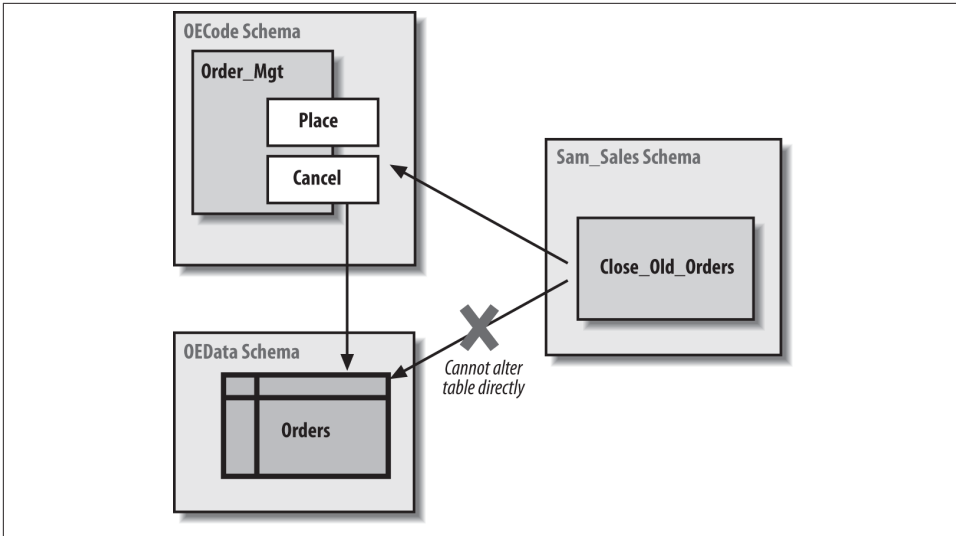 OECode Schema
Order_Mgt
Place
Cancel
Sam_Sales Schema
Close_Old_Orders
OEData Schema
Cannot alter
table directly
Orders